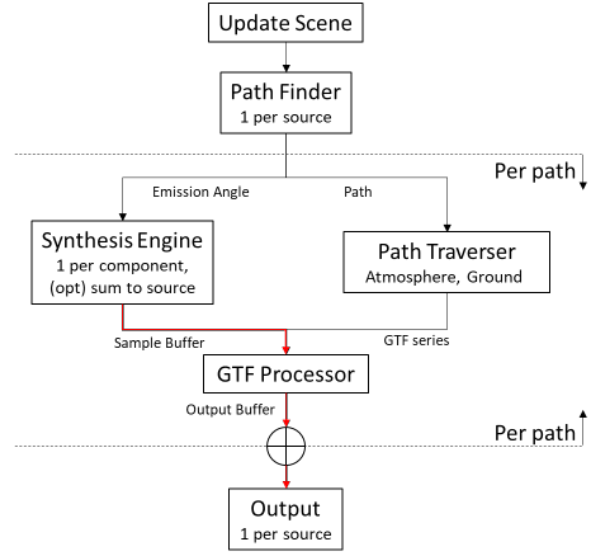 Update Scene
Path Finder
1 per source
Per path
Emission Angle
Path
Synthesis Engine
1 per component,
(opt) sum to source
Path Traverser
Atmosphere, Ground
Sample Buffer
GTF series
GTF Processor
Output Buffer
Per path
Output
1 per source